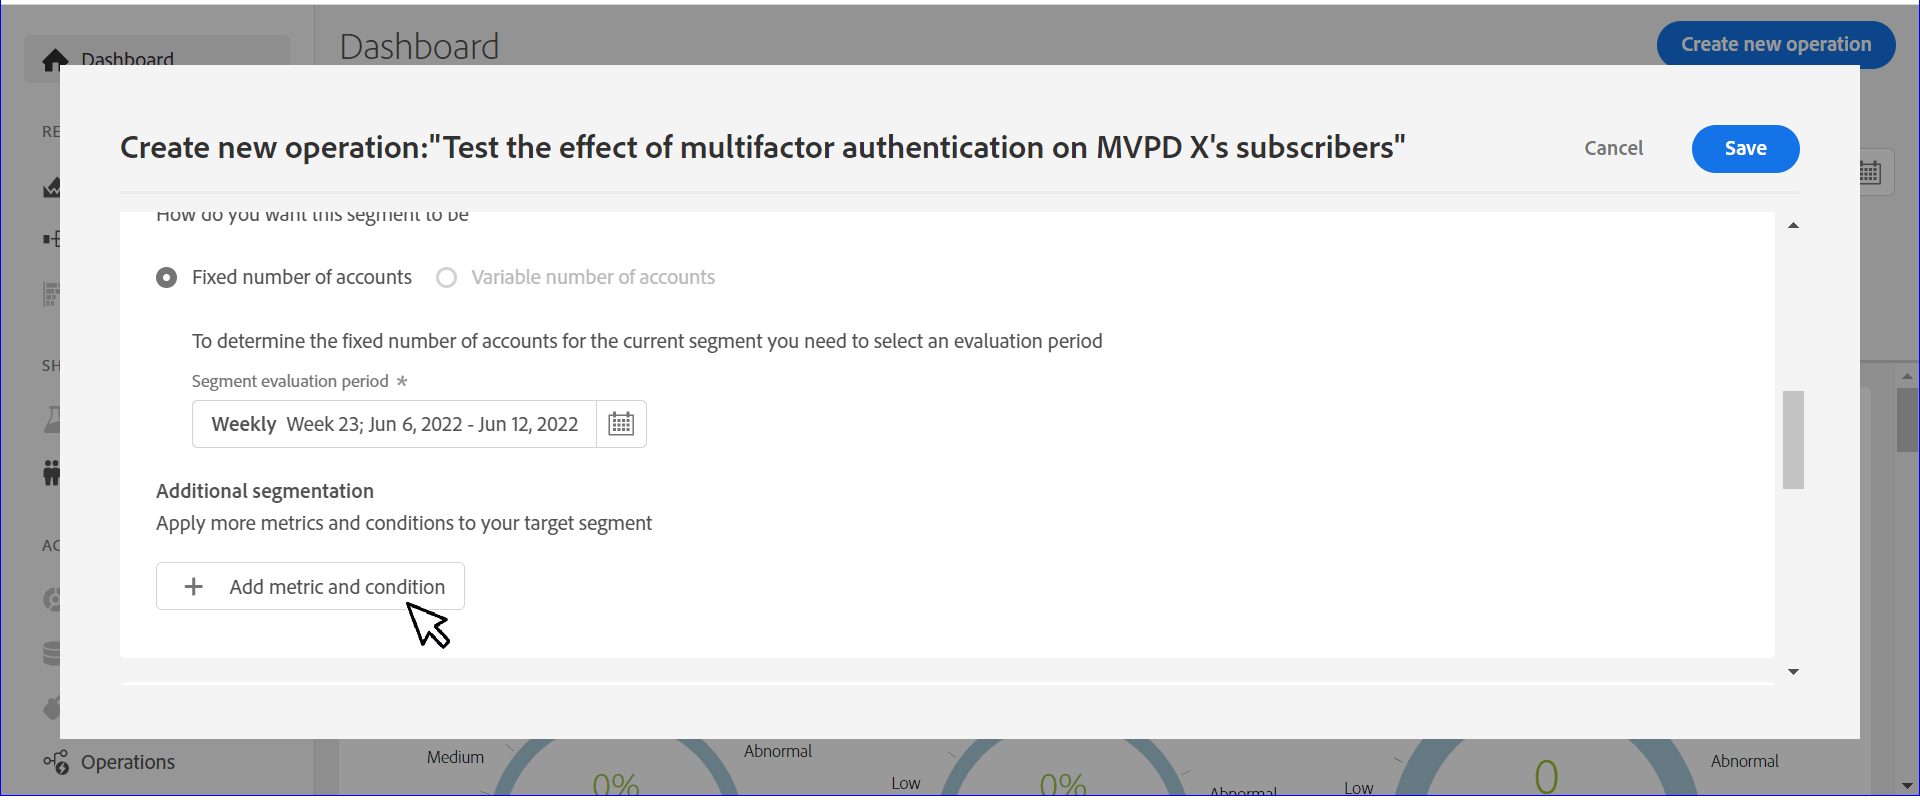 Dashboard
Dashboard
Create new operation
RE
Create new operation:"Test the effect of multifactor authentication on MVPD X's subscribers"
Cancel
Save
How do you want this segment to be
Fixed number of accounts
Variable number of accounts
To determine the fixed number of accounts for the current segment you need to select an evaluation period
SH
Segment evaluation period *
Weekly Week 23; Jun 6, 2022 - Jun 12, 2022
Additional segmentation
Apply more metrics and conditions to your target segment
AC
+ Add metric and condition
Operations
Medium
0%
Abnormal
Low
0%
Abnormal
Low
0
Abnormal